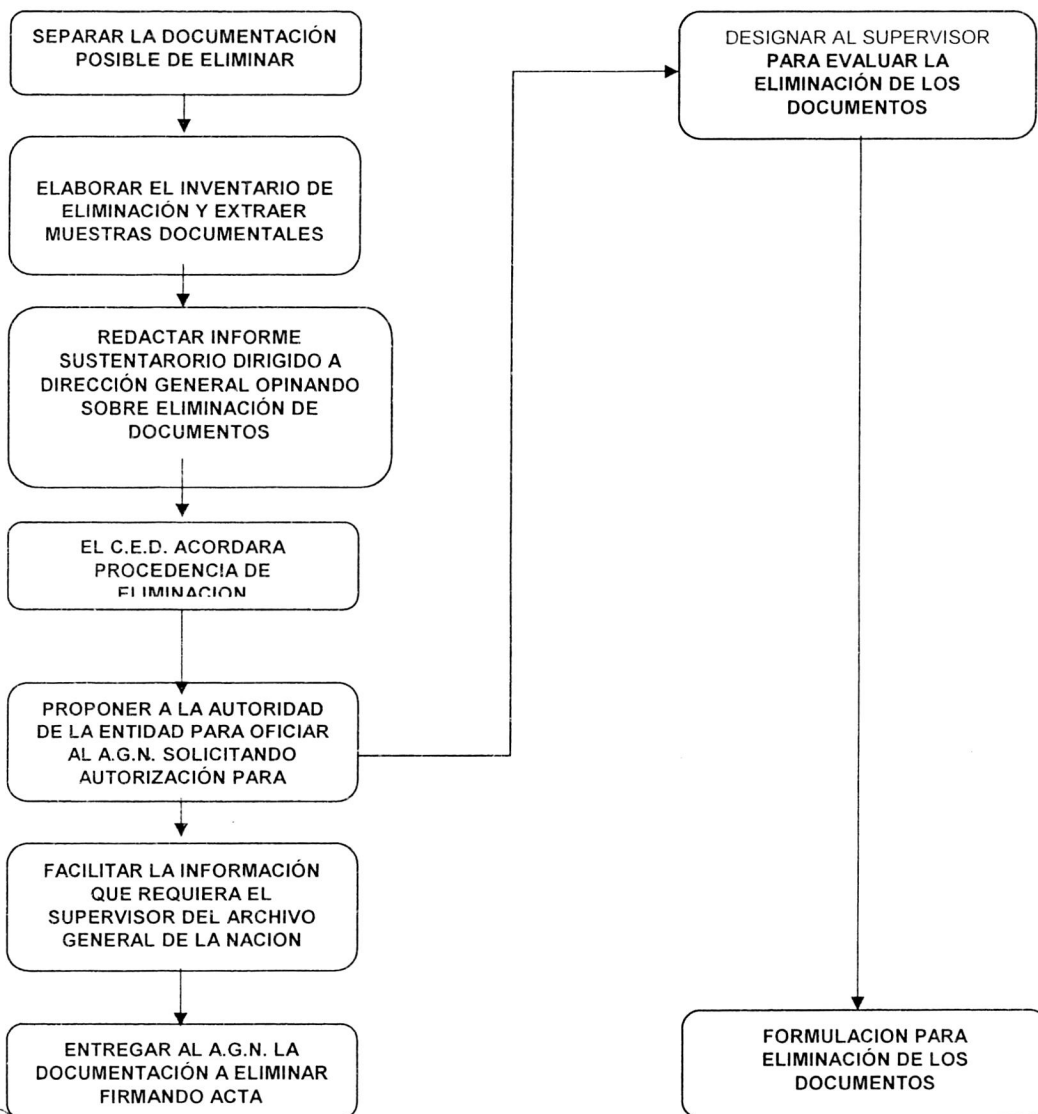 SEPARAR LA DOCUMENTACIÓN
POSIBLE DE ELIMINAR
ELABORAR EL INVENTARIO DE
ELIMINACIÓN Y EXTRAER
MUESTRAS DOCUMENTALES
REDACTAR INFORME
SUSTENTARORIO DIRIGIDO A
DIRECCIÓN GENERAL OPINANDO
SOBRE ELIMINACIÓN DE
DOCUMENTOS
EL C.E.D. ACORDARA
PROCEDENCIA DE
ELIMINACION
PROPONER A LA AUTORIDAD
DE LA ENTIDAD PARA OFICIAR
AL A.G.N. SOLICITANDO
AUTORIZACIÓN PARA
FACILITAR LA INFORMACIÓN
QUE REQUIERA EL
SUPERVISOR DEL ARCHIVO
GENERAL DE LA NACION
ENTREGAR AL A.G.N. LA
DOCUMENTACIÓN A ELIMINAR
FIRMANDO ACTA
DESIGNAR AL SUPERVISOR
PARA EVALUAR LA
ELIMINACIÓN DE LOS
DOCUMENTOS
FORMULACION PARA
ELIMINACIÓN DE LOS
DOCUMENTOS